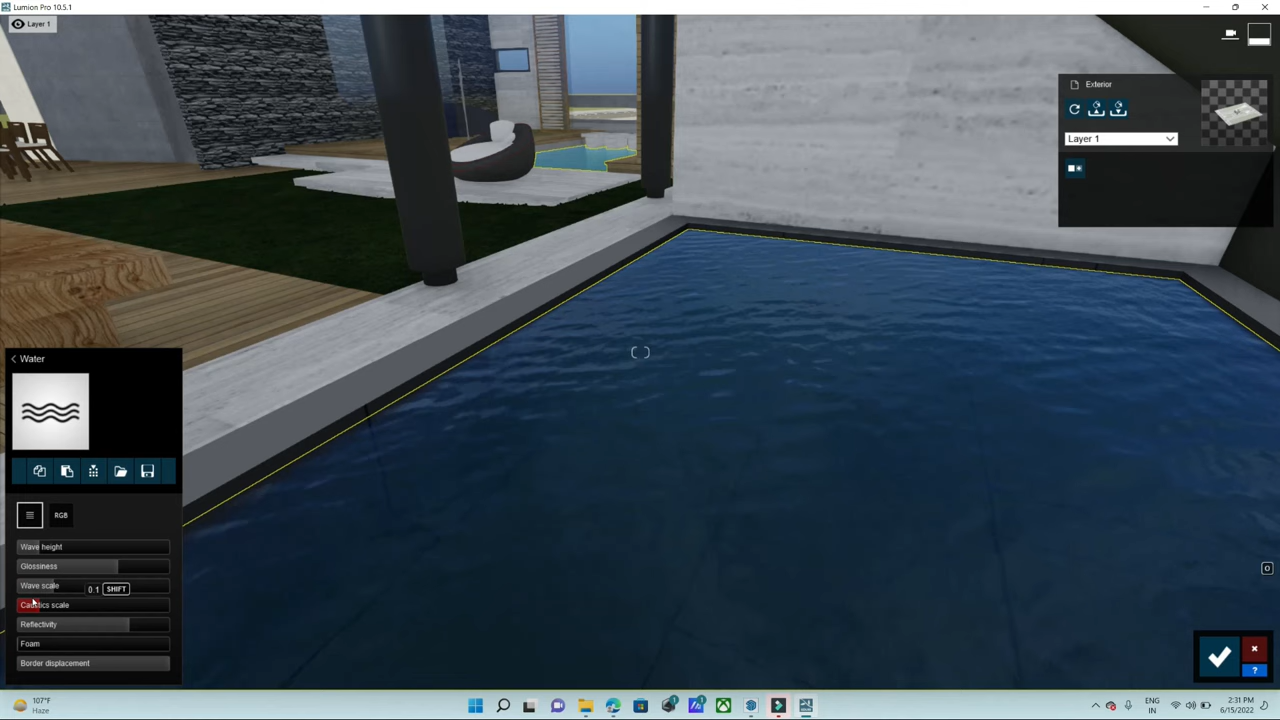 Lumion Pro 10.5.1
Layer 1
Exterior
Layer 1
Water
RGB
Wave height
Glossiness
Wave scale
0.1 SHIFT
Caustics scale
Reflectivity
Foam
Border displacement
O
?
107°F
Haze
ENG
IN
2:31 PM
6/15/2022